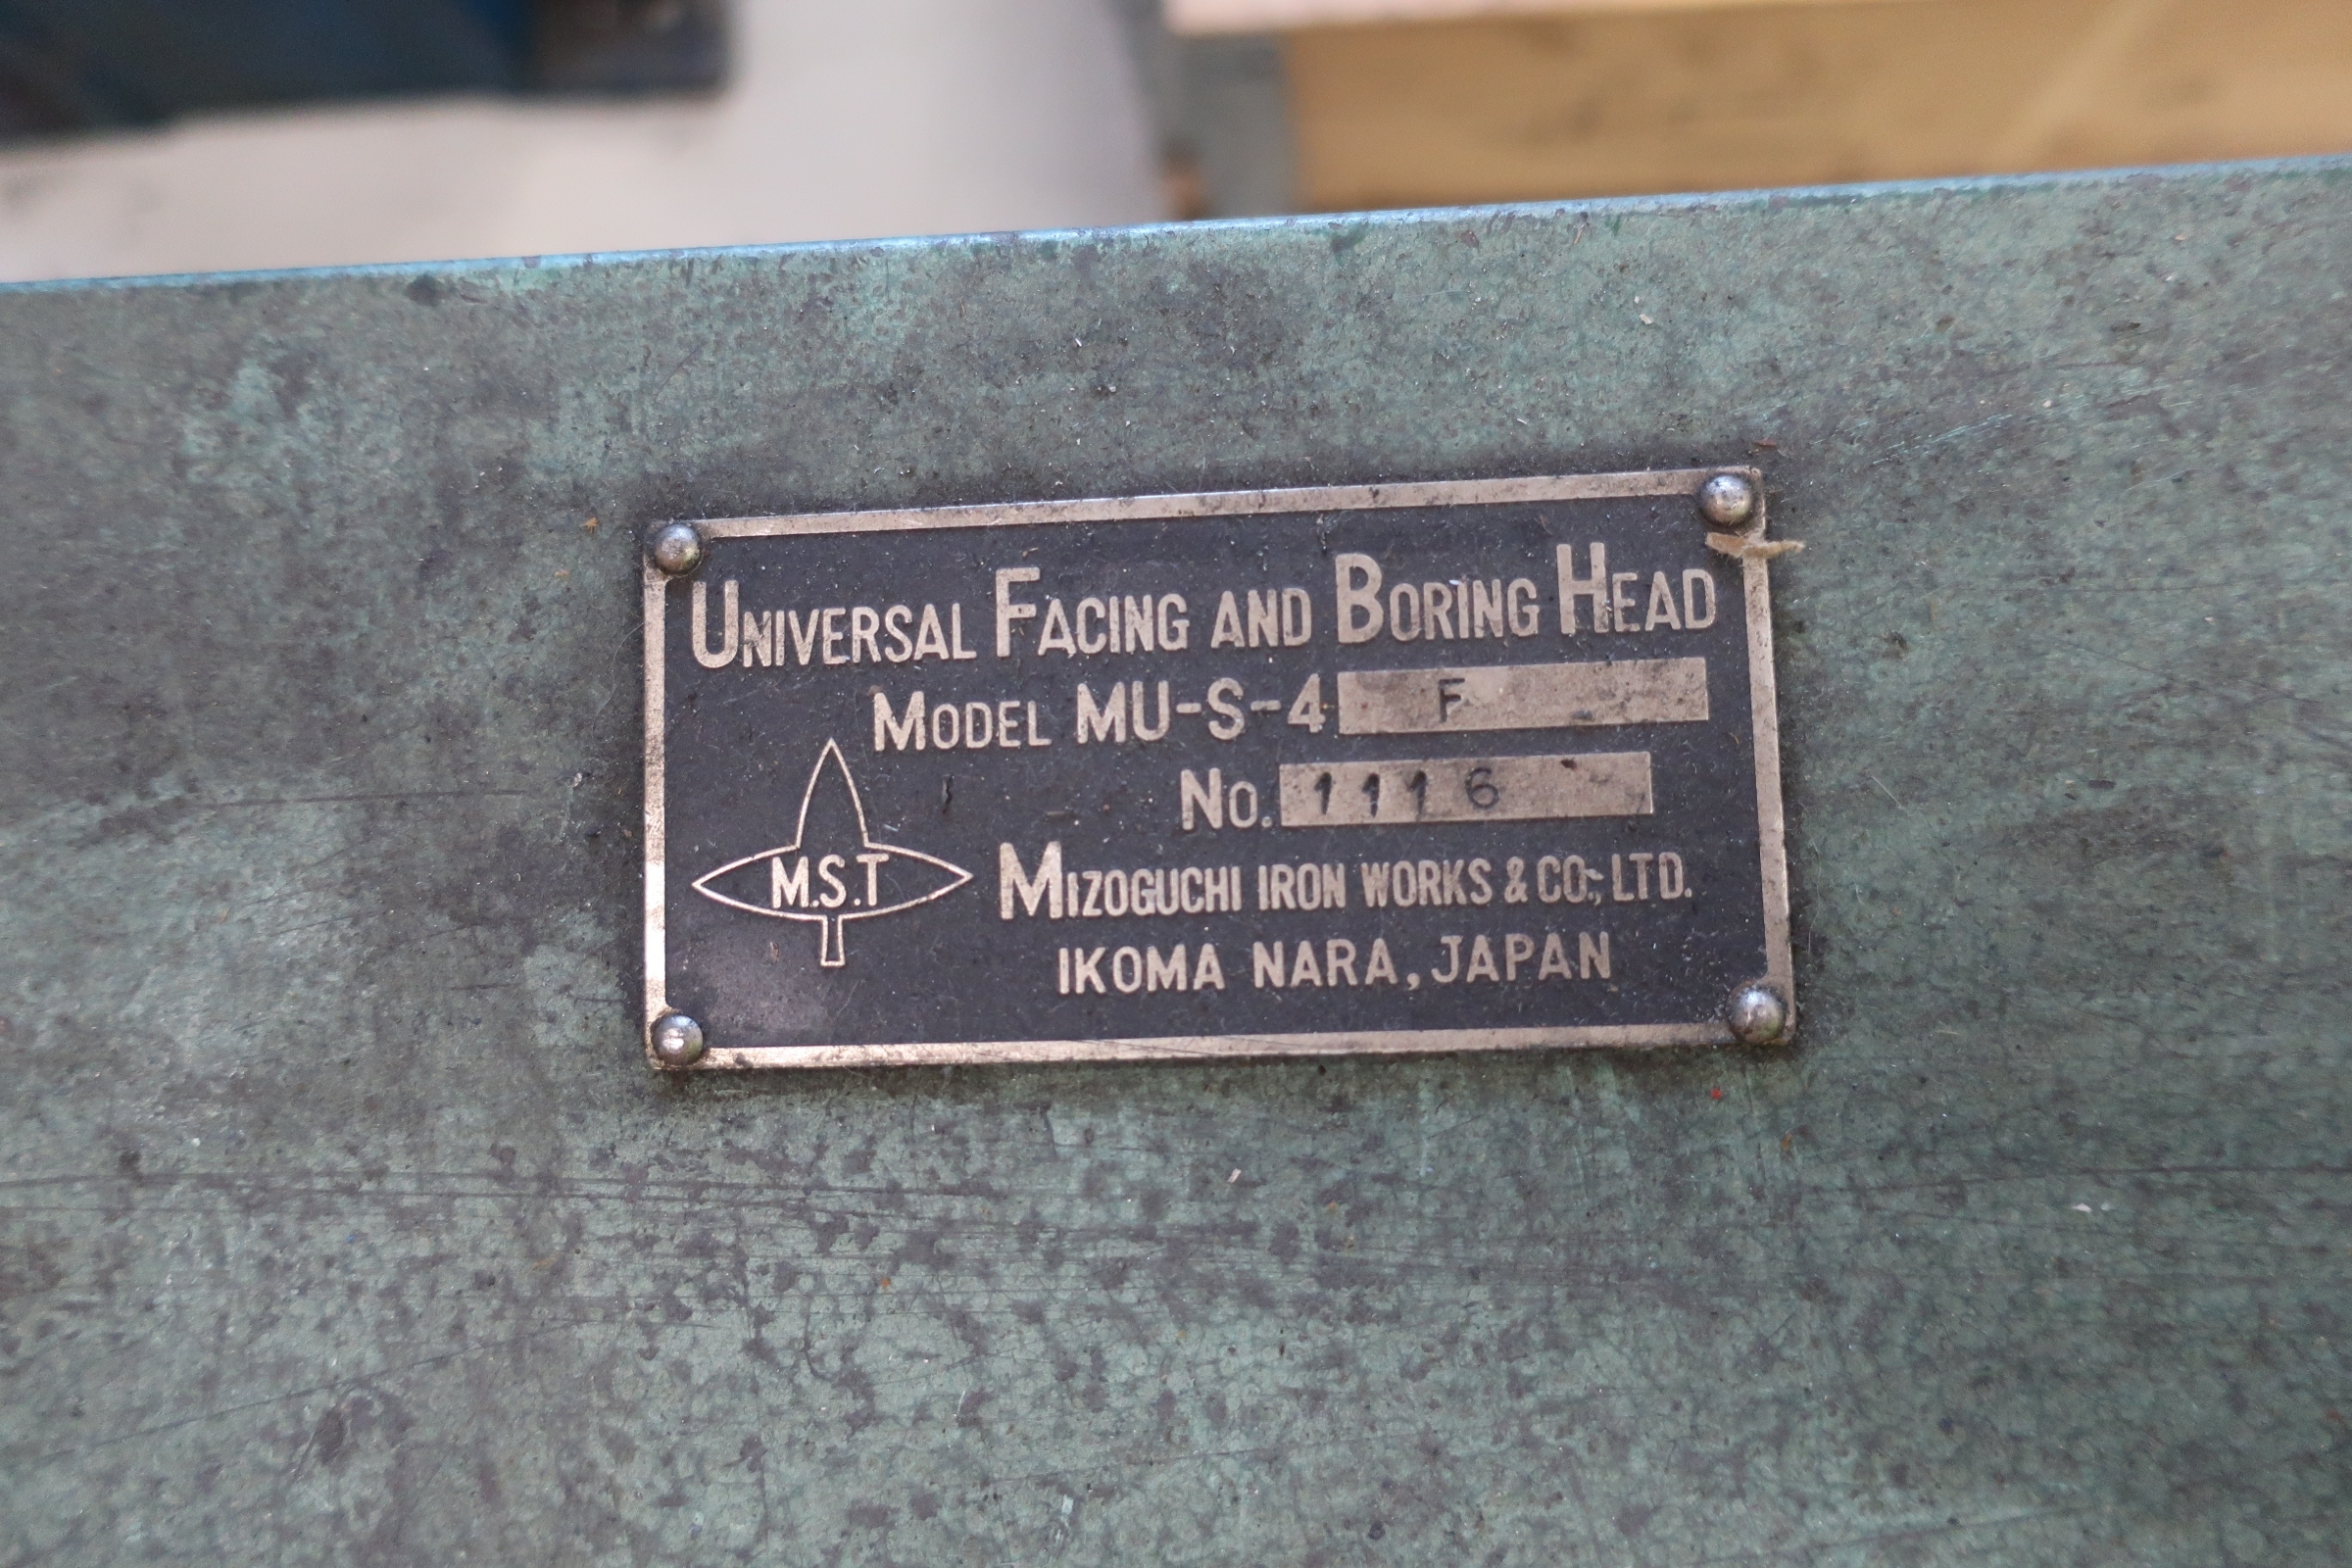 UNIVERSAL FACING AND BORING HEAD
MODEL MU-S-4 F
No. 1116
M.S.T
MIZOGUCHI IRON WORKS & CO., LTD.
IKOMA NARA, JAPAN